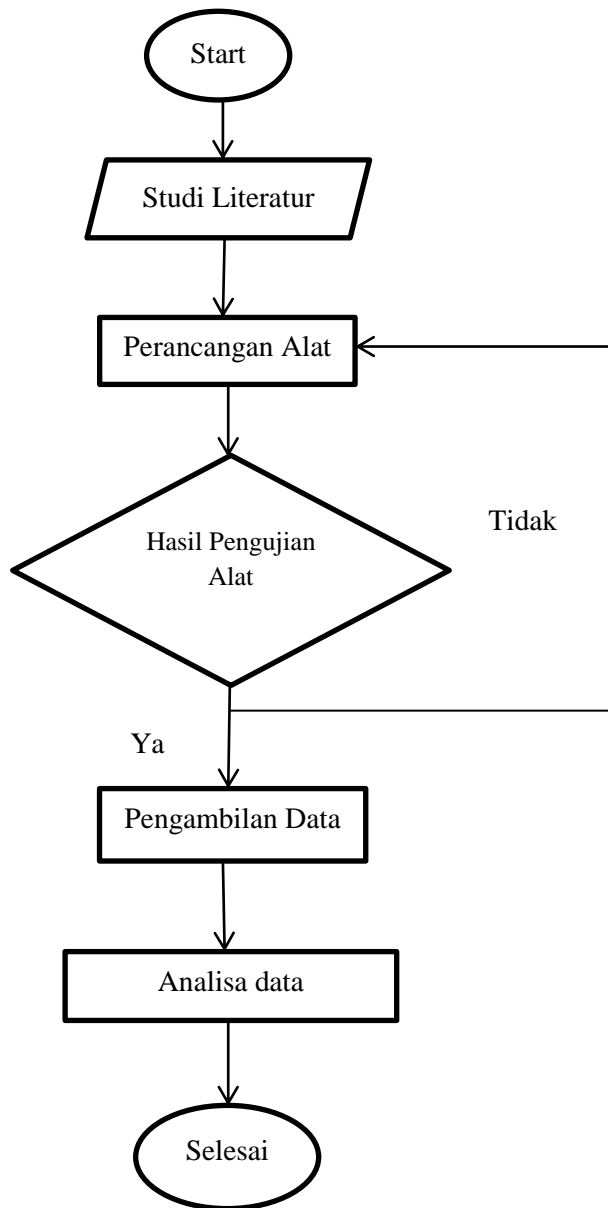 Start
Studi Literatur
Perancangan Alat
Hasil Pengujian
Alat
Tidak
Ya
Pengambilan Data
Analisa data
Selesai